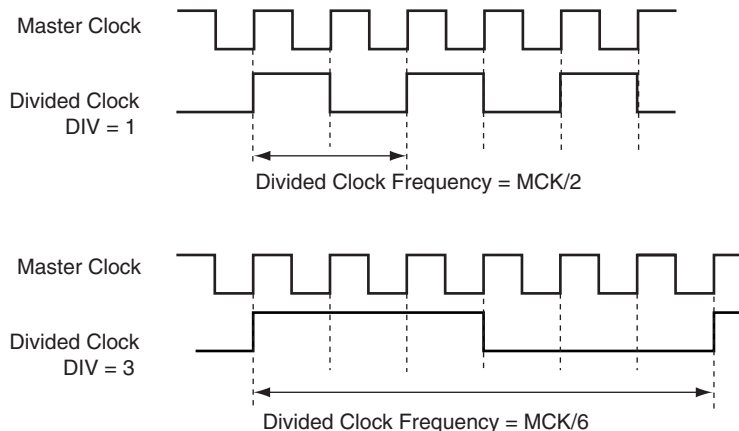 Master Clock
Divided Clock
DIV = 1
Divided Clock Frequency = MCK/2
Master Clock
Divided Clock
DIV = 3
Divided Clock Frequency = MCK/6